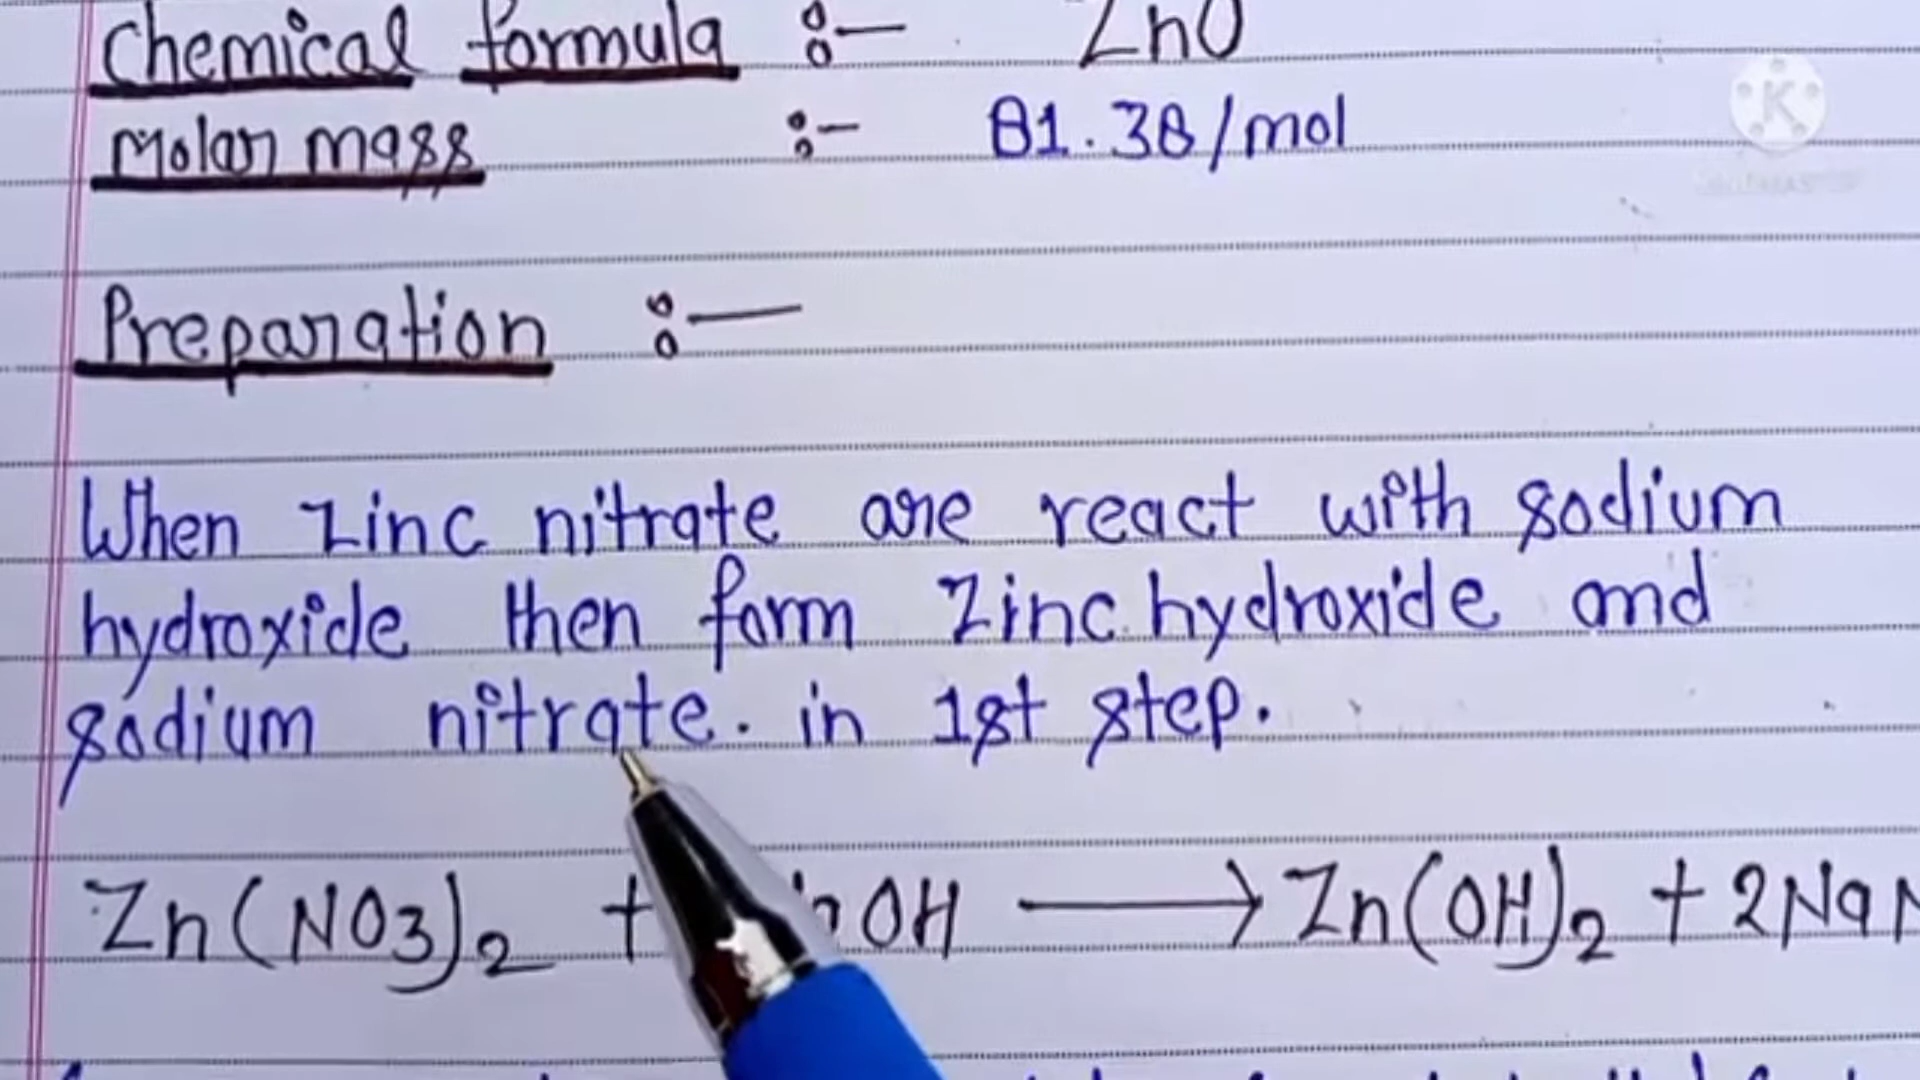 Chemical formula :- ZnO
Molar mass :- 81.38/mol
Preparation :-
When zinc nitrate are react with sodium
hydroxide then form zinc hydroxide and
sodium nitrate. in 1st step.
Zn(NO3)2 + OH → Zn(OH)2 + 2NaN